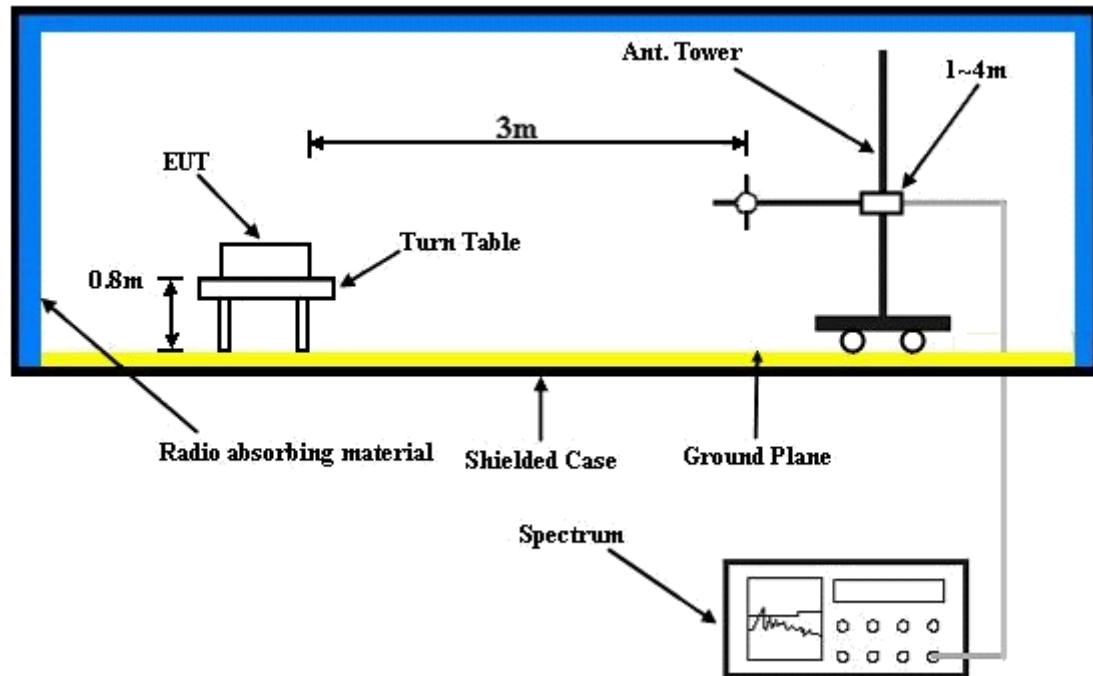 Ant. Tower
1~4m
3m
EUT
Turn Table
0.8m
Radio absorbing material
Shielded Case
Ground Plane
Spectrum